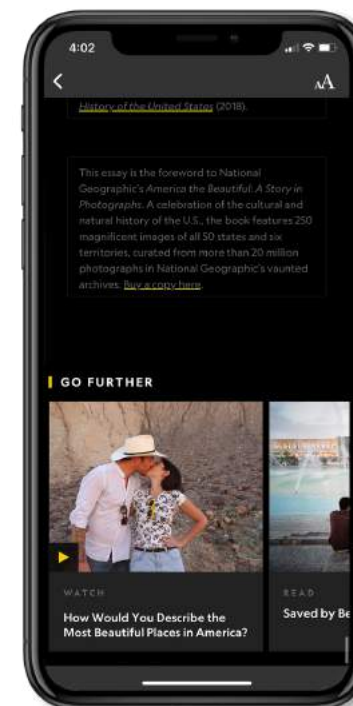 4:02
AA
History of the United States (2018).
This essay is the foreword to National
Geographic's America the Beautiful: A Story in
Photographs. A celebration of the cultural and
natural history of the U.S., the book features 250
magnificent images of all 50 states and six
territories, curated from more than 20 million
photographs in National Geographic's vaunted
archives. Buy a copy here.
GO FURTHER
WATCH
How Would You Describe the
Most Beautiful Places in America?
READ
Saved by Be